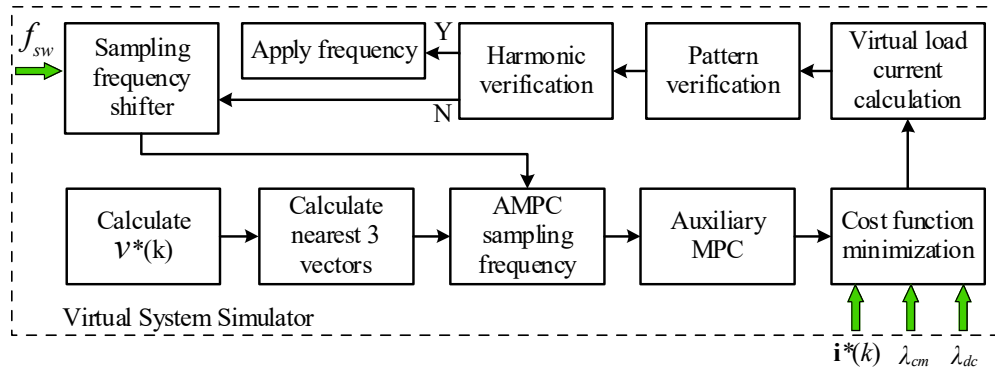 f_sw
Sampling
frequency
shifter
Apply frequency
Y
N
Harmonic
verification
Pattern
verification
Virtual load
current
calculation
Calculate
v*(k)
Calculate
nearest 3
vectors
AMPC
sampling
frequency
Auxiliary
MPC
Cost function
minimization
Virtual System Simulator
i*(k)
λ_cm
λ_dc